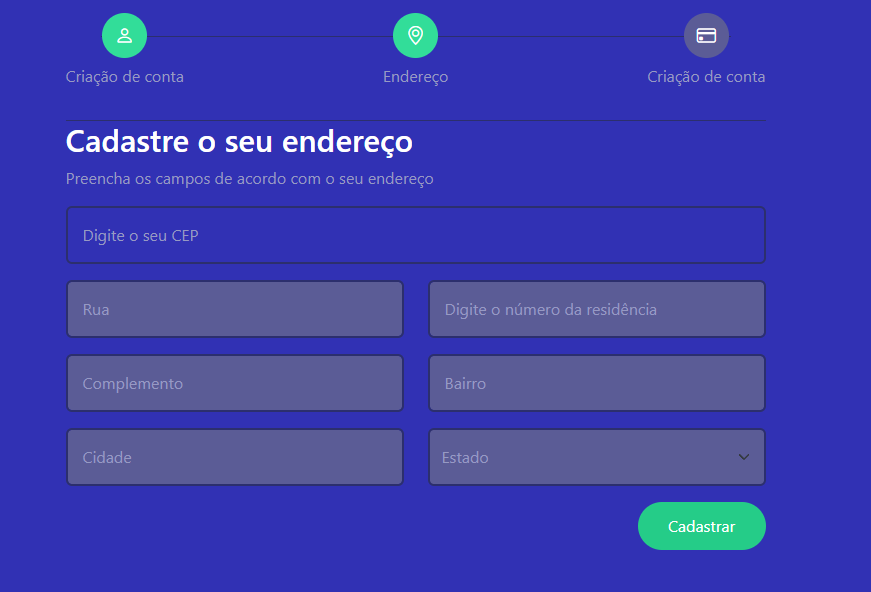 Criação de conta
Endereço
Criação de conta
Cadastre o seu endereço
Preencha os campos de acordo com o seu endereço
Digite o seu CEP
Rua
Digite o número da residência
Complemento
Bairro
Cidade
Estado
Cadastrar